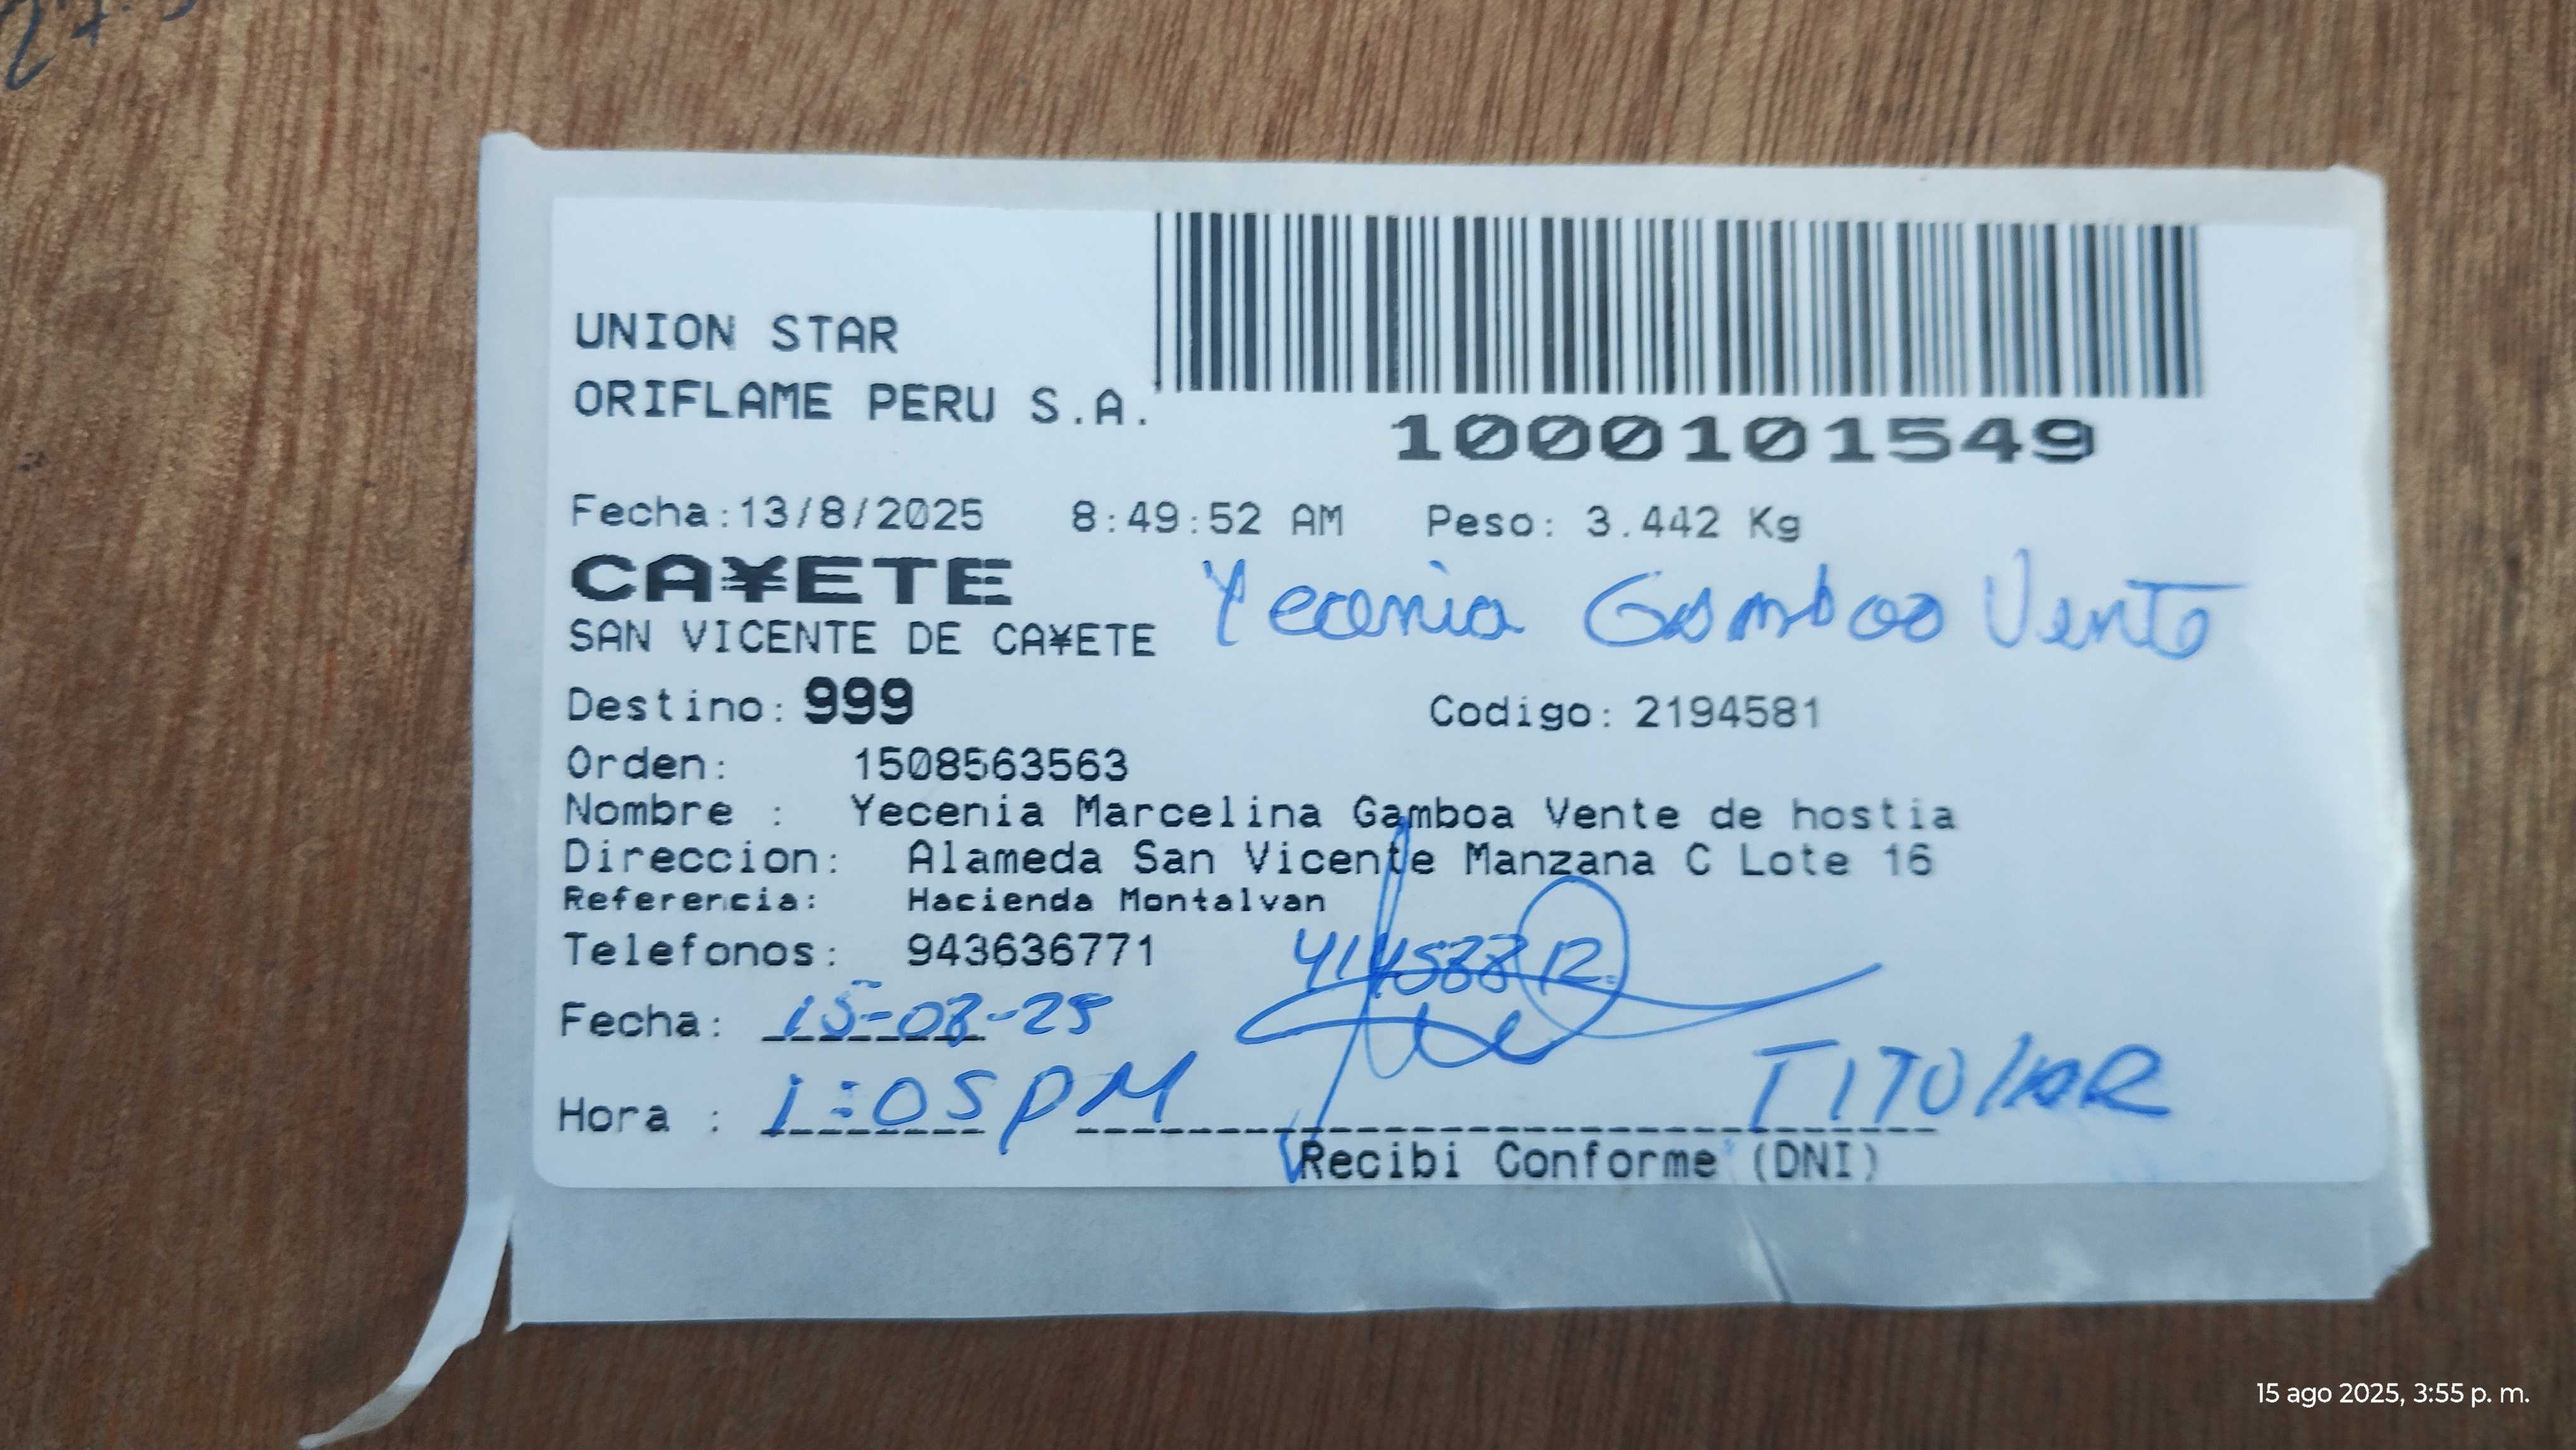 UNION STAR
ORIFLAME PERU S.A.
1000101549
Fecha:13/8/2025 8:49:52 AM Peso: 3.442 Kg
CA¥ETE
Yecenia Gamboa Vente
SAN VICENTE DE CA¥ETE
Destino: 999 Codigo: 2194581
Orden: 1508563563
Nombre : Yecenia Marcelina Gamboa Vente de hostia
Direccion: Alameda San Vicente Manzana C Lote 16
Referencia: Hacienda Montalvan
Telefonos: 943636771
Fecha: 15-08-25
Hora : 1:05 PM TITULAR
Recibi Conforme (DNI)
15 ago 2025, 3:55 p. m.